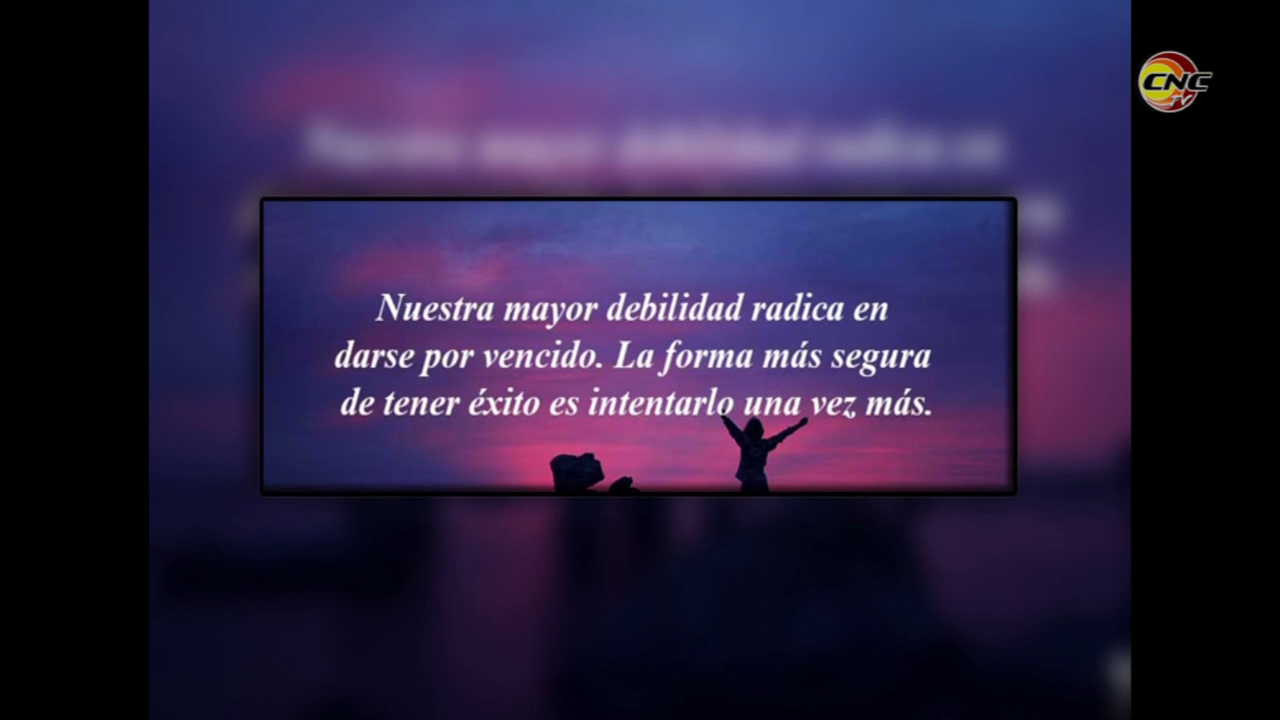 CNC
TV
Nuestra mayor debilidad radica en
darse por vencido. La forma más segura
de tener éxito es intentarlo una vez más.